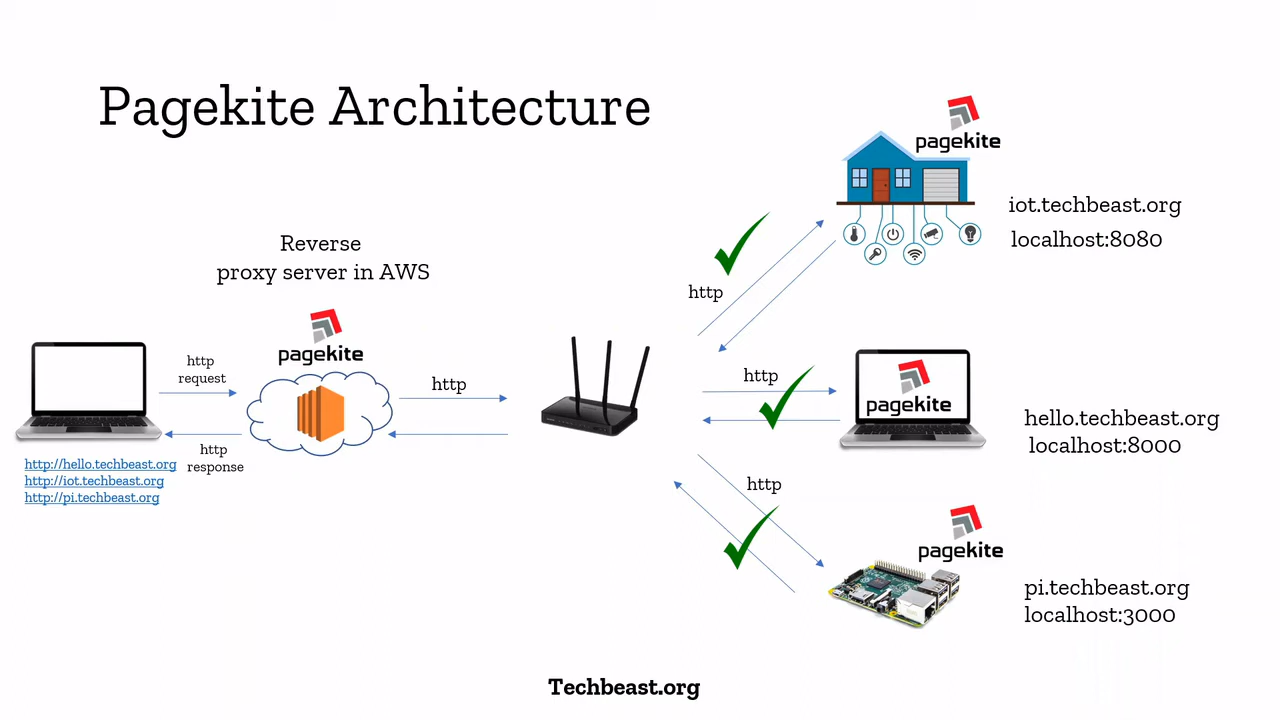 Pagekite Architecture
pagekite
iot.techbeast.org
localhost:8080
Reverse
proxy server in AWS
http
pagekite
http
request
http
http
pagekite
hello.techbeast.org
localhost:8000
http
response
http://hello.techbeast.org
http://iot.techbeast.org
http://pi.techbeast.org
http
pagekite
pi.techbeast.org
localhost:3000
Techbeast.org